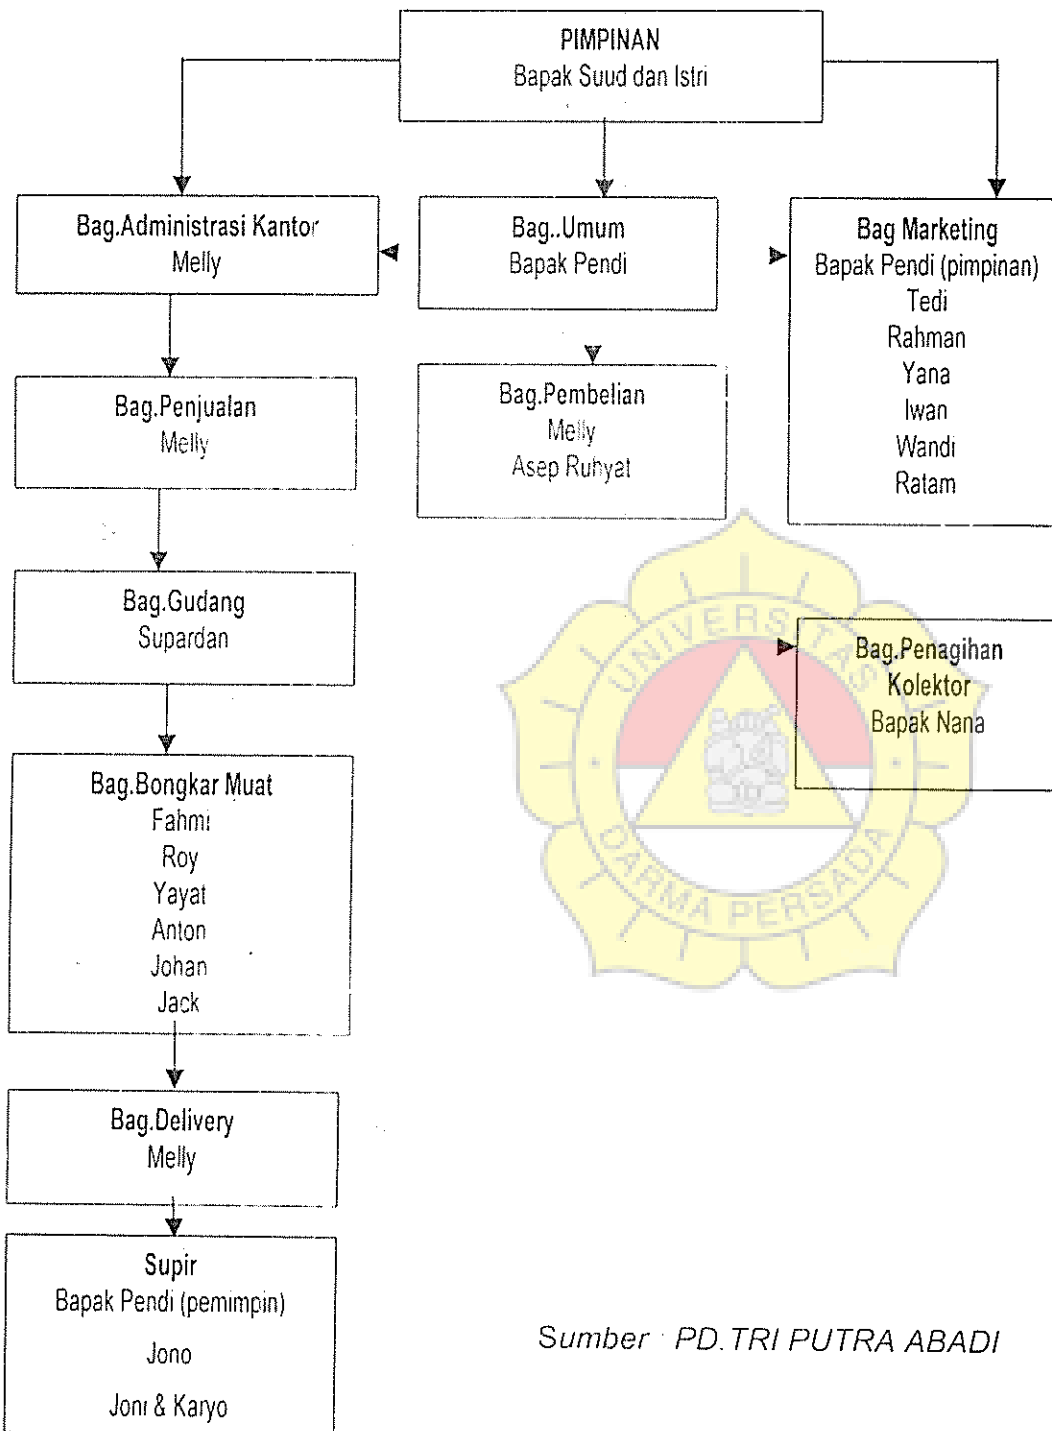 PIMPINAN
Bapak Suud dan Istri
Bag.Administrasi Kantor
Melly
Bag..Umum
Bapak Pendi
Bag Marketing
Bapak Pendi (pimpinan)
Tedi
Rahman
Yana
Iwan
Wandi
Ratam
Bag.Penjualan
Melly
Bag.Pembelian
Melly
Asep Ruhyat
Bag.Gudang
Supardan
Bag.Penagihan
Kolektor
Bapak Nana
UNIVERSITAS
DARMA PERSADA
Bag.Bongkar Muat
Fahmi
Roy
Yayat
Anton
Johan
Jack
Bag.Delivery
Melly
Supir
Bapak Pendi (pemimpin)
Jono
Joni & Karyo
Sumber : PD.TRI PUTRA ABADI